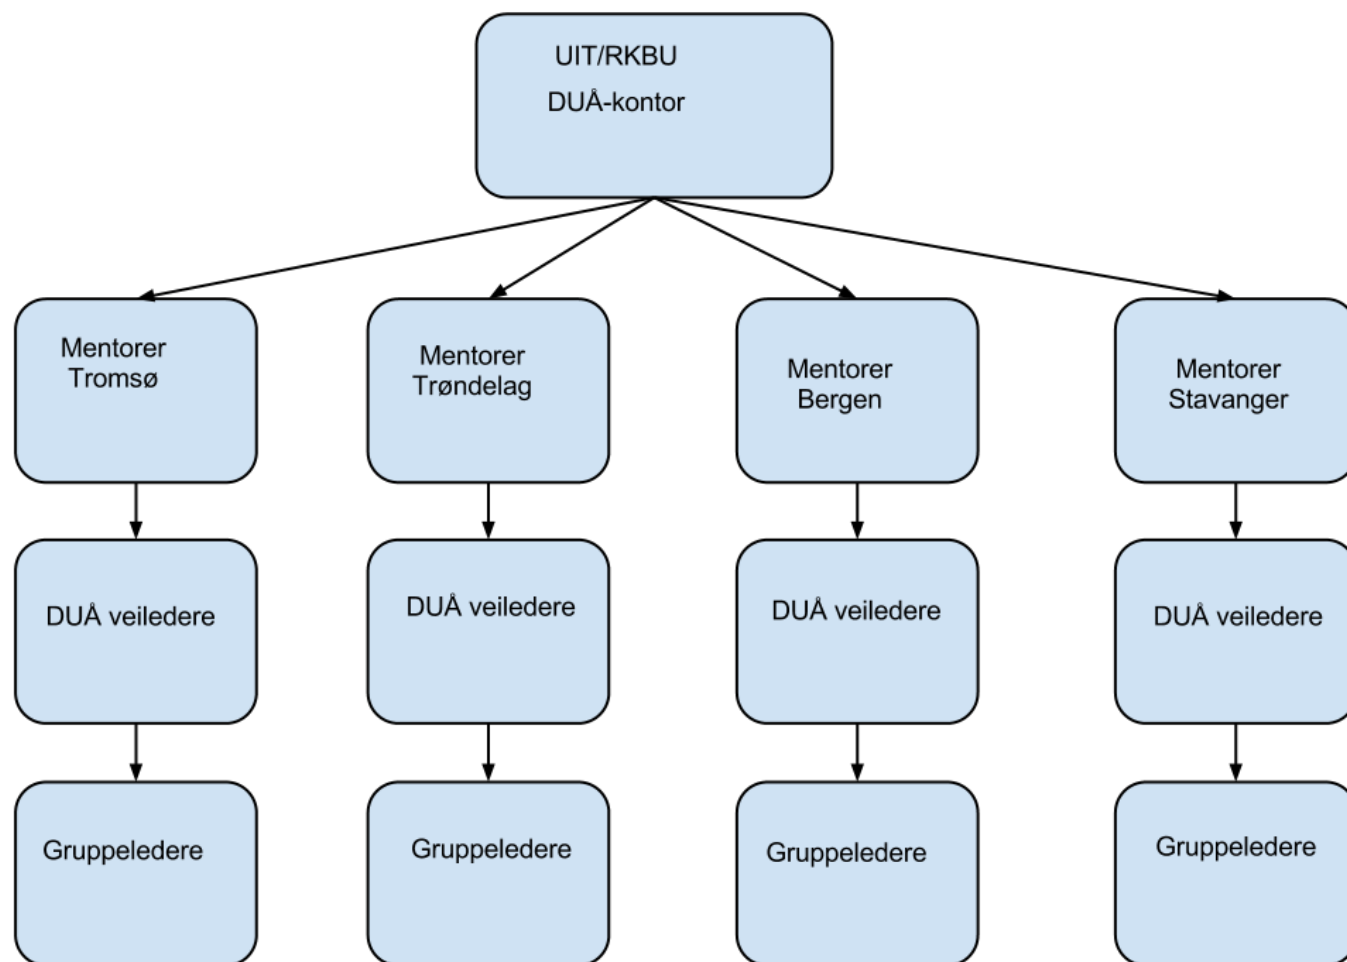 UIT/RKBU
DUÅ-kontor
Mentorer
Tromsø
Mentorer
Trøndelag
Mentorer
Bergen
Mentorer
Stavanger
DUÅ veiledere
DUÅ veiledere
DUÅ veiledere
DUÅ veiledere
Gruppeledere
Gruppeledere
Gruppeledere
Gruppeledere